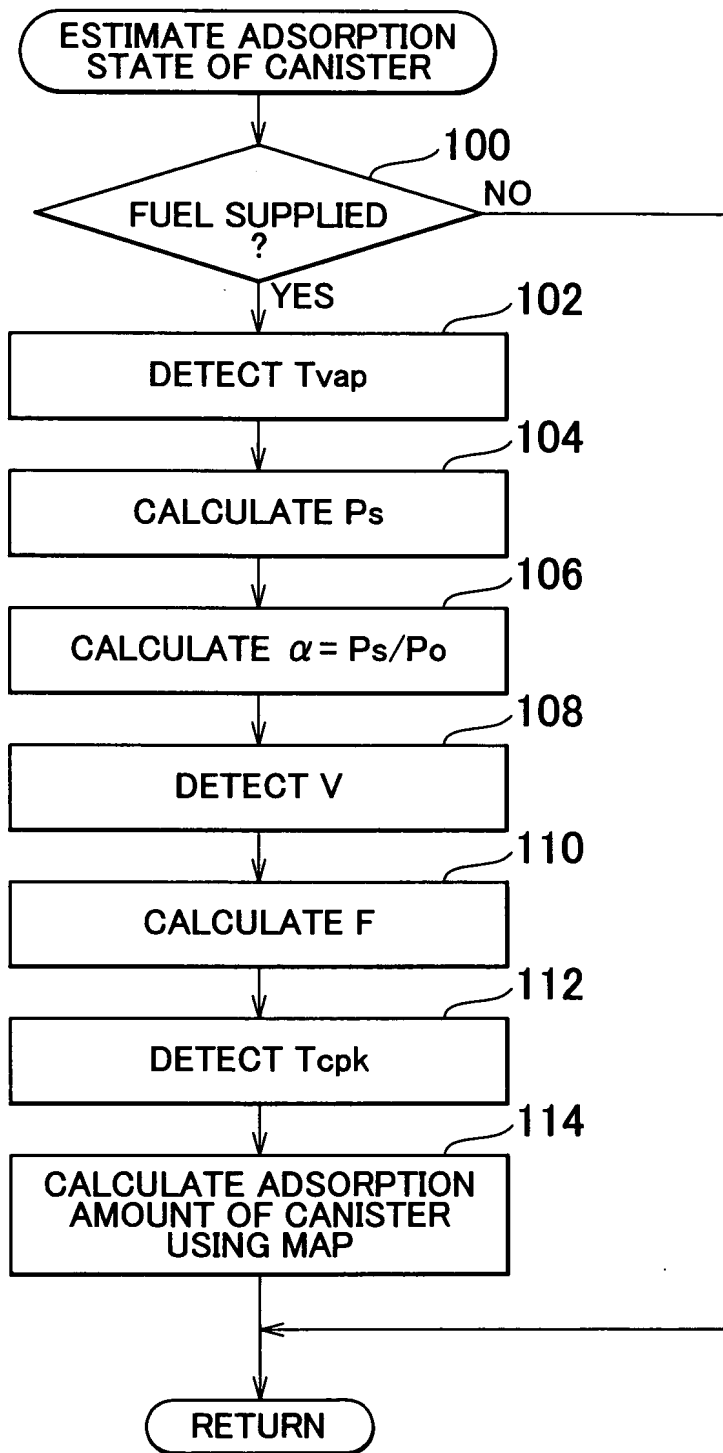 ESTIMATE ADSORPTION
STATE OF CANISTER
100
NO
FUEL SUPPLIED
?
YES
102
DETECT Tvap
104
CALCULATE Ps
106
CALCULATE α = Ps/Po
108
DETECT V
110
CALCULATE F
112
DETECT Tcpk
114
CALCULATE ADSORPTION
AMOUNT OF CANISTER
USING MAP
RETURN